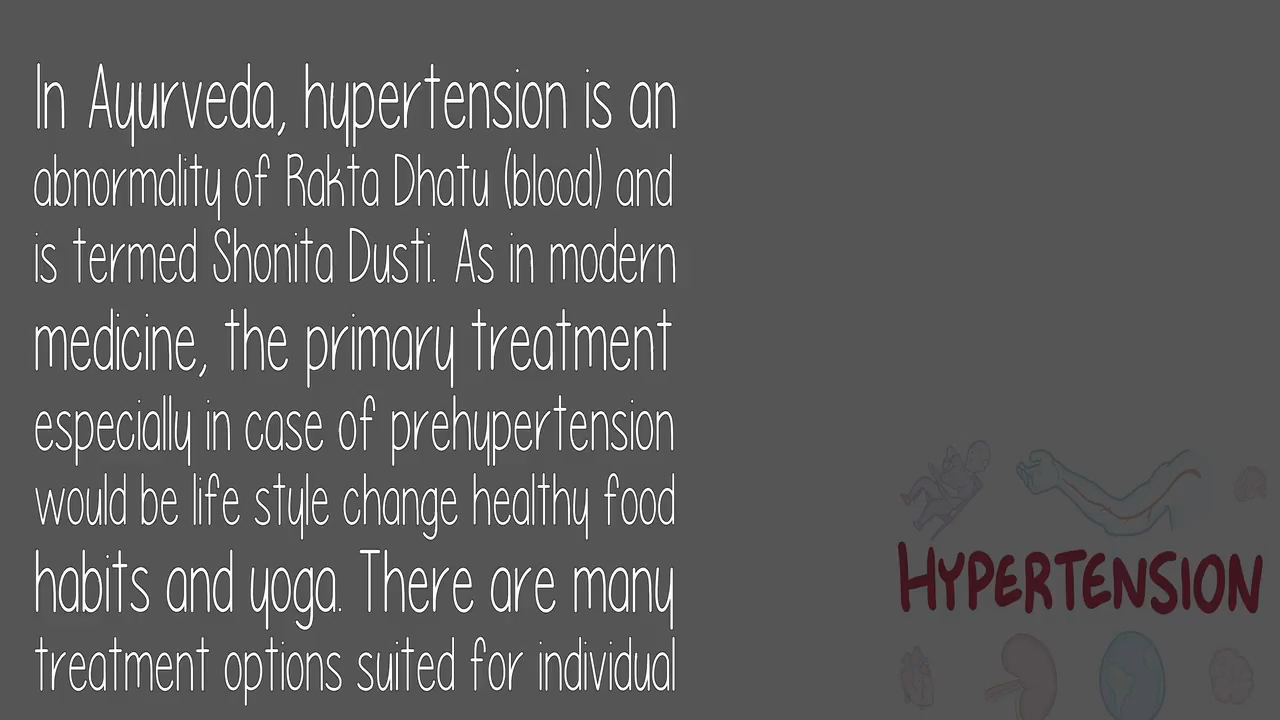 In Ayurveda, hypertension is an
abnormality of Rakta Dhatu (blood) and
is termed Shonita Dusti. As in modern
medicine, the primary treatment
especially in case of prehypertension
would be life style change healthy food
habits and yoga. There are many
treatment options suited for individual
HYPERTENSION